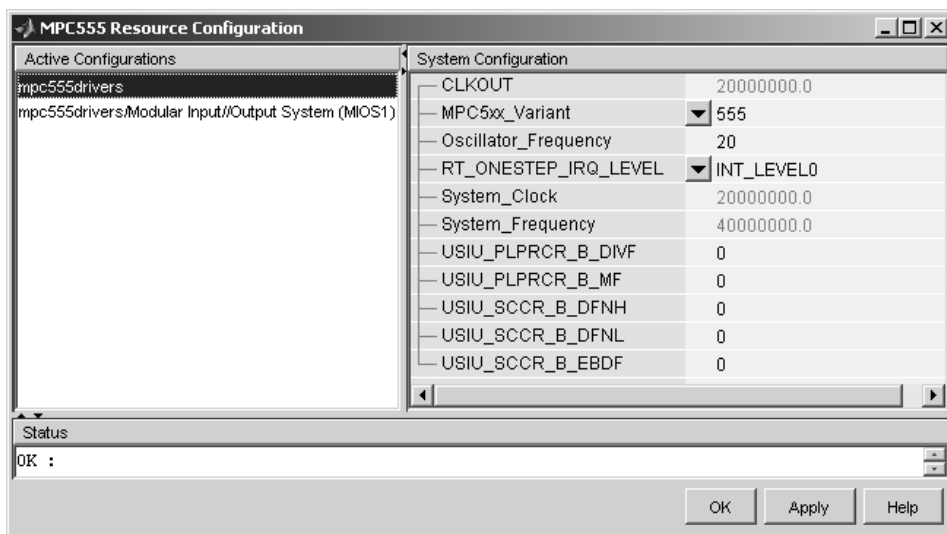 MPC555 Resource Configuration
Active Configurations
mpc555drivers
mpc555drivers/Modular Input//Output System (MIOS1)
System Configuration
CLKOUT 20000000.0
MPC5xx_Variant 555
Oscillator_Frequency 20
RT_ONESTEP_IRQ_LEVEL INT_LEVEL0
System_Clock 20000000.0
System_Frequency 40000000.0
USIU_PLPRCR_B_DIVF 0
USIU_PLPRCR_B_MF 0
USIU_SCCR_B_DFNH 0
USIU_SCCR_B_DFNL 0
USIU_SCCR_B_EBDF 0
Status
OK :
OK Apply Help